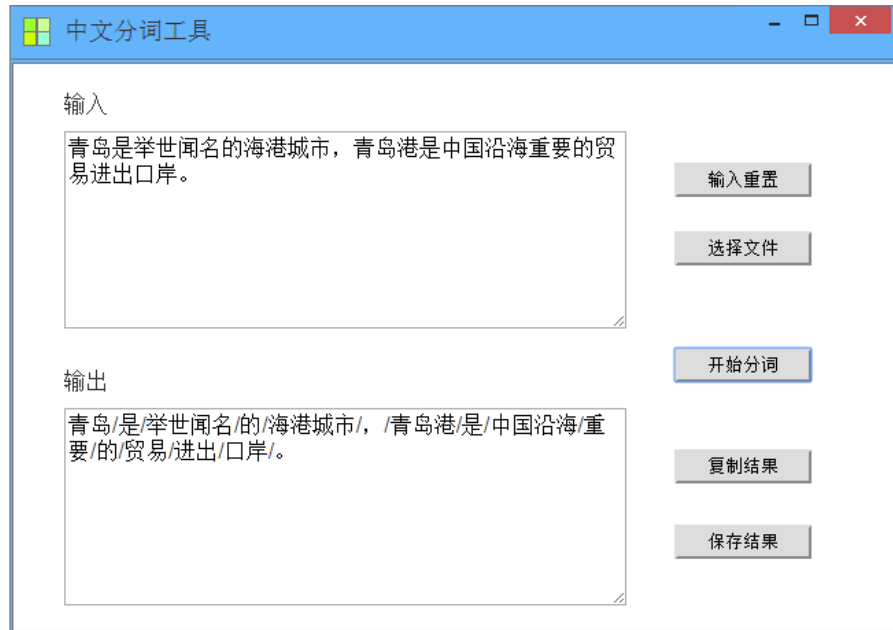 中文分词工具
输入
青岛是举世闻名的海港城市，青岛港是中国沿海重要的贸
易进出口岸。
输入重置
选择文件
开始分词
输出
青岛/是/举世闻名/的/海港城市/，/青岛港/是/中国沿海/重
要/的/贸易/进出/口岸/。
复制结果
保存结果